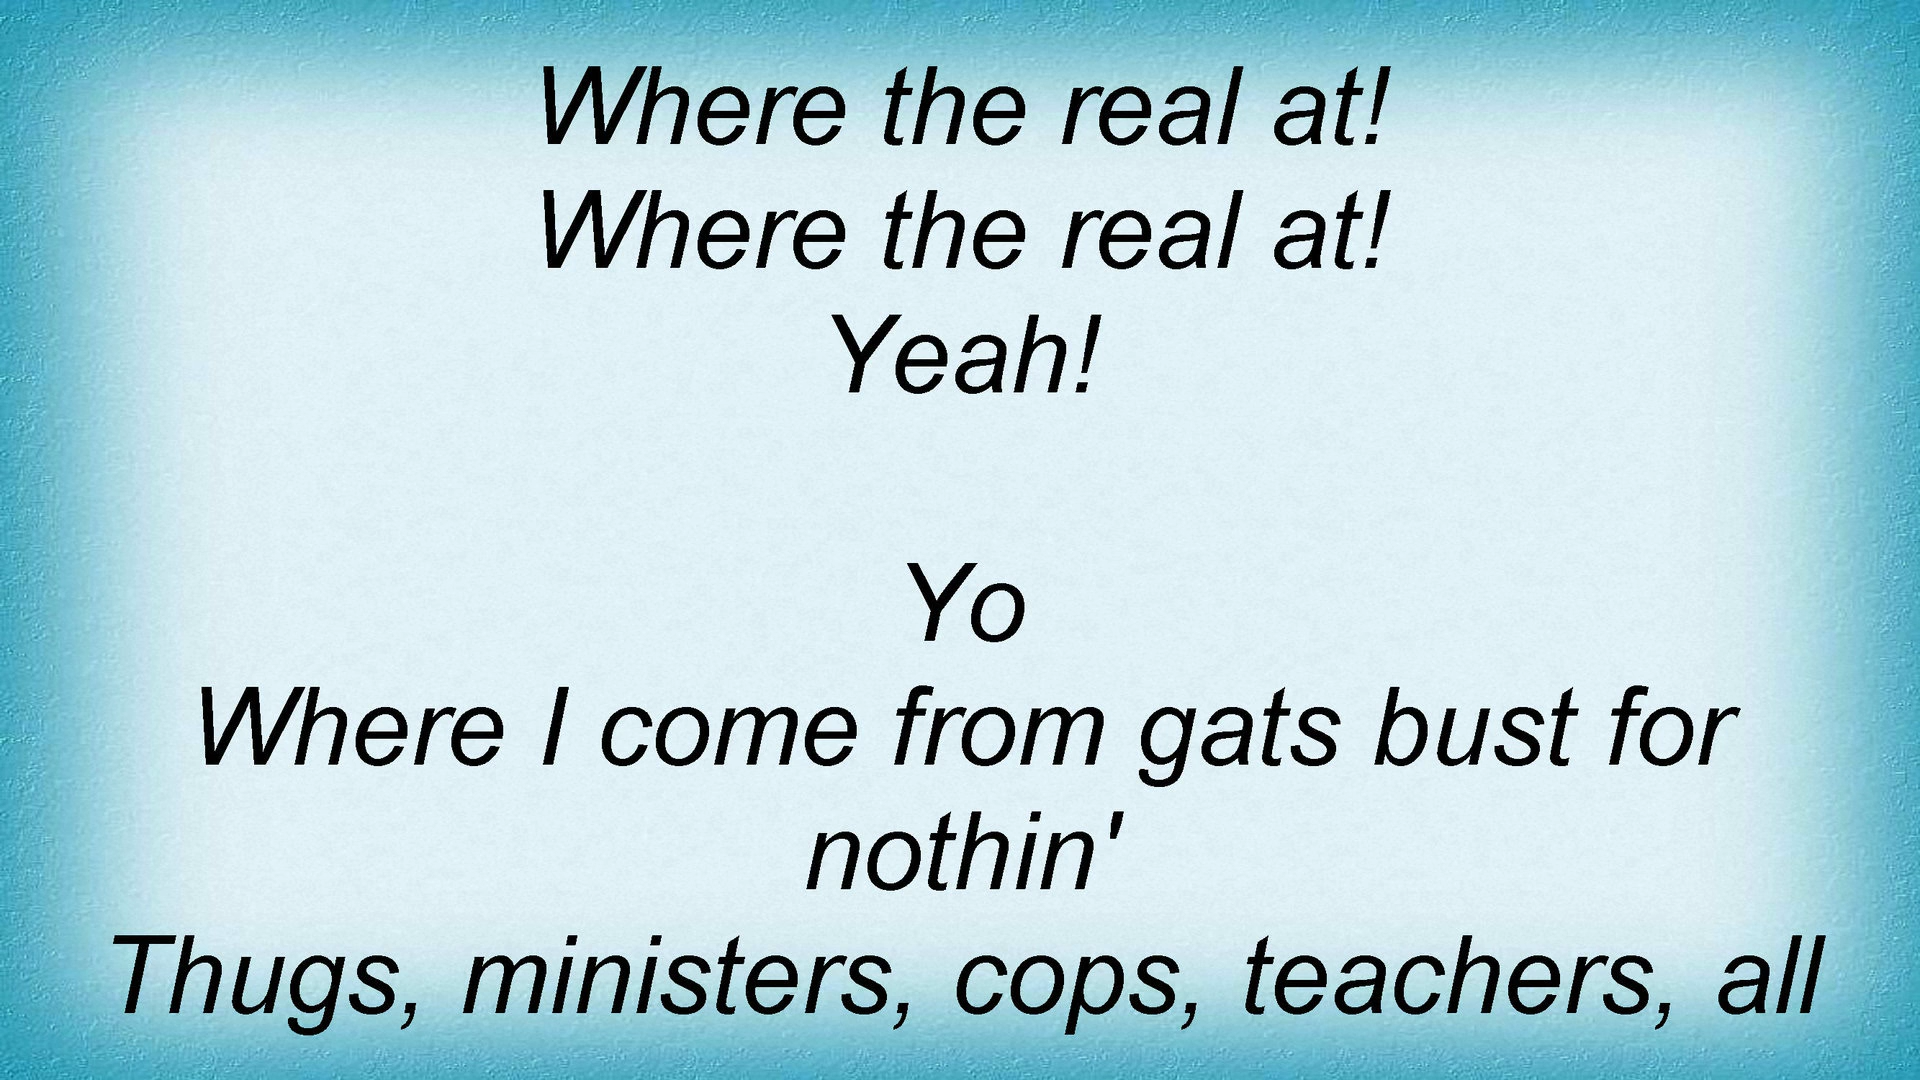 Where the real at!
Where the real at!
Yeah!
Yo
Where I come from gats bust for
nothin'
Thugs, ministers, cops, teachers, all